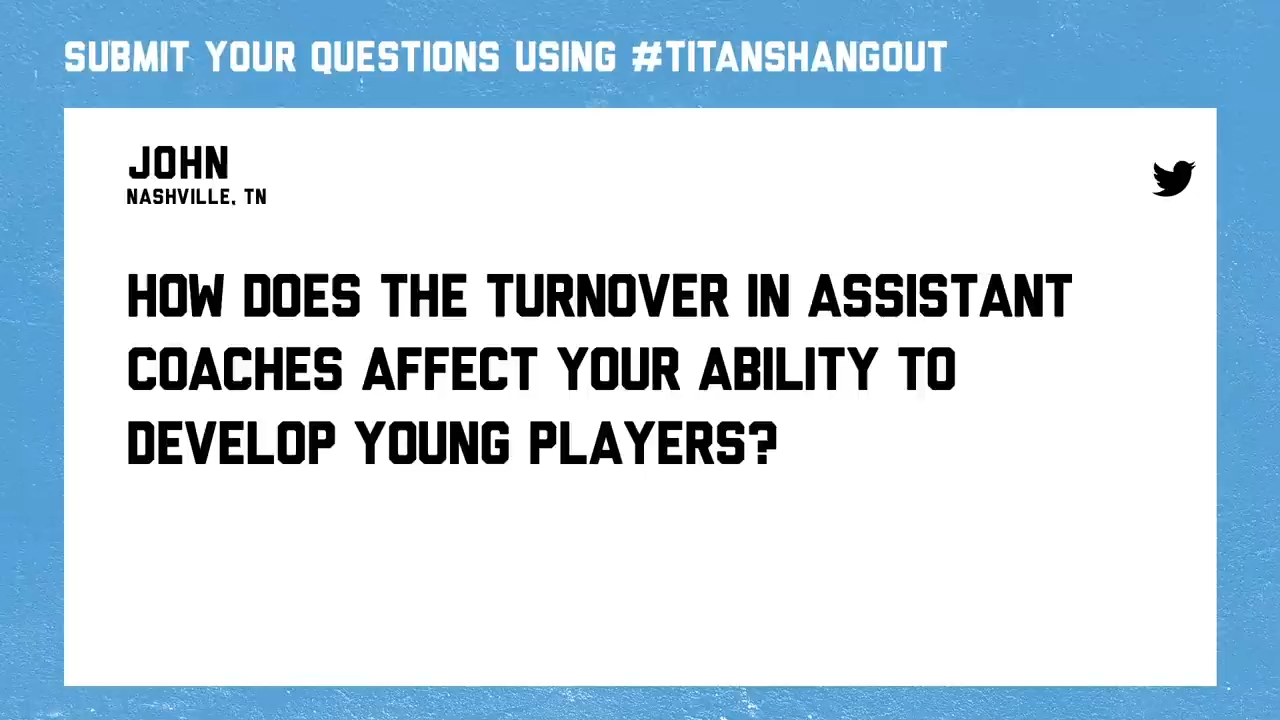 SUBMIT YOUR QUESTIONS USING #TITANSHANGOUT
JOHN
NASHVILLE, TN
HOW DOES THE TURNOVER IN ASSISTANT
COACHES AFFECT YOUR ABILITY TO
DEVELOP YOUNG PLAYERS?